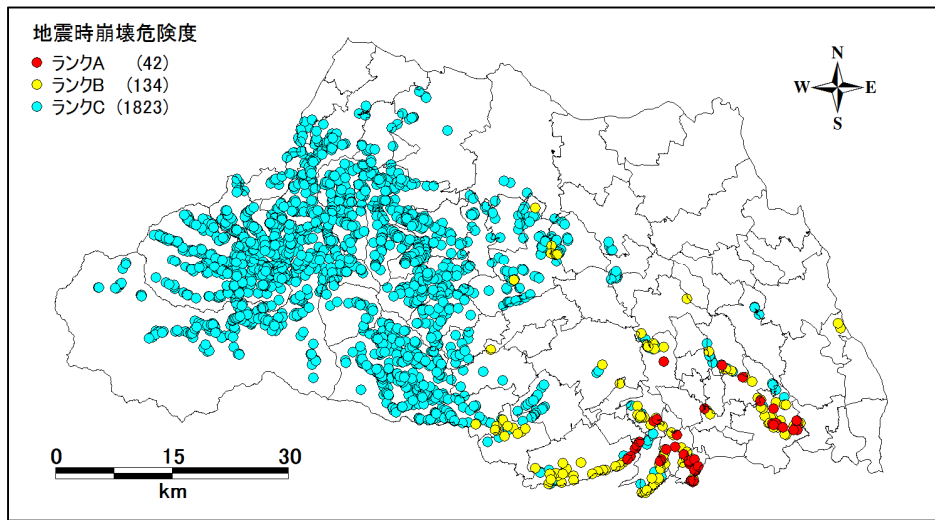 地震時崩壊危険度
ランクA (42)
ランクB (134)
ランクC (1823)
N
W E
S
0 15 30
km